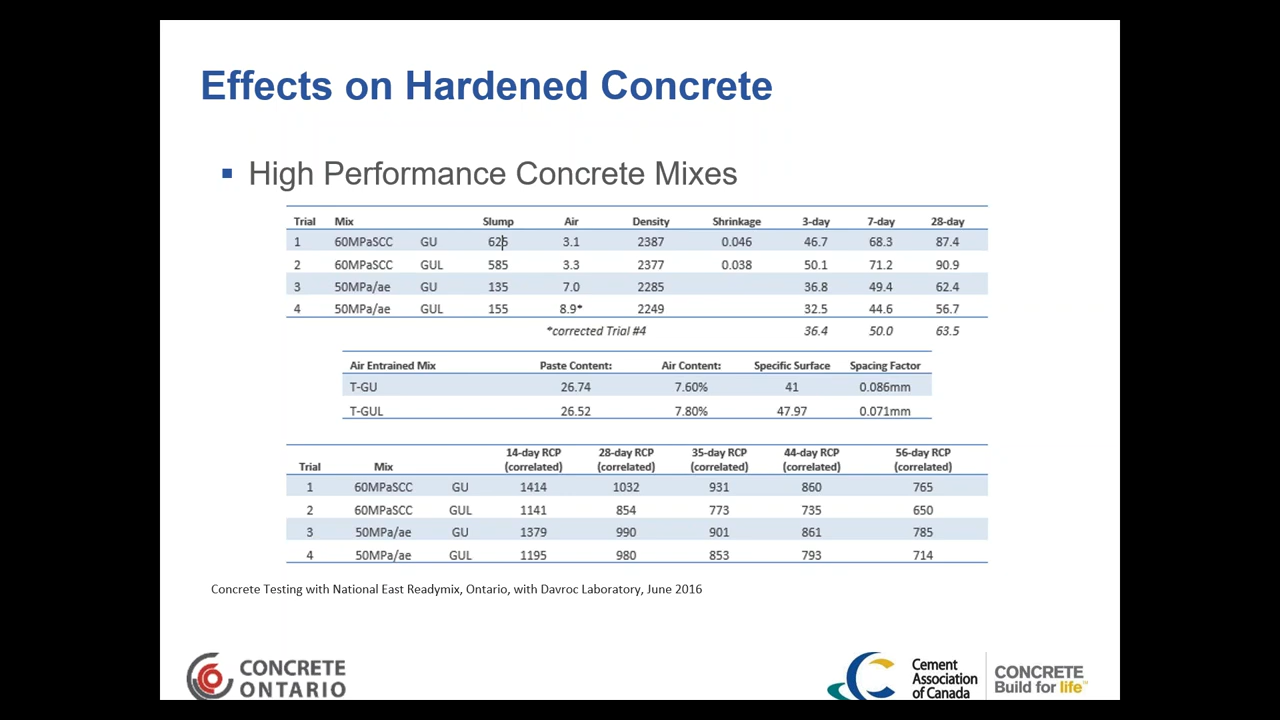 Effects on Hardened Concrete
▪ High Performance Concrete Mixes
Trial Mix Slump Air Density Shrinkage 3-day 7-day 28-day
1 60MPaSCC GU 625 3.1 2387 0.046 46.7 68.3 87.4
2 60MPaSCC GUL 585 3.3 2377 0.038 50.1 71.2 90.9
3 50MPa/ae GU 135 7.0 2285 36.8 49.4 62.4
4 50MPa/ae GUL 155 8.9* 2249 32.5 44.6 56.7
*corrected Trial #4 36.4 50.0 63.5
Air Entrained Mix Paste Content: Air Content: Specific Surface Spacing Factor
T-GU 26.74 7.60% 41 0.086mm
T-GUL 26.52 7.80% 47.97 0.071mm
14-day RCP 28-day RCP 35-day RCP 44-day RCP 56-day RCP
Trial Mix (correlated) (correlated) (correlated) (correlated) (correlated)
1 60MPaSCC GU 1414 1032 931 860 765
2 60MPaSCC GUL 1141 854 773 735 650
3 50MPa/ae GU 1379 990 901 861 785
4 50MPa/ae GUL 1195 980 853 793 714
Concrete Testing with National East Readymix, Ontario, with Davroc Laboratory, June 2016
CONCRETE
ONTARIO
Cement
Association
of Canada
CONCRETE
Build for life™